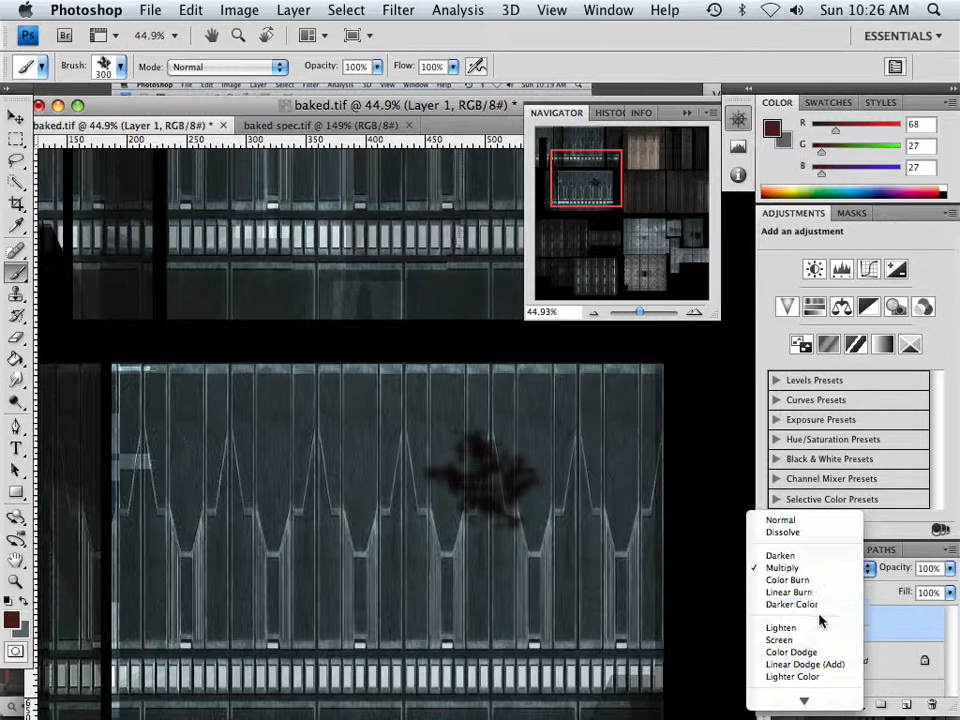 Photoshop File Edit Image Layer Select Filter Analysis 3D View Window Help Sun 10:26 AM
Ps Br 44.9% ESSENTIALS
Brush: 300 Mode: Normal Opacity: 100% Flow: 100%
baked.tif @ 44.9% (Layer 1, RGB/8#) *
baked.tif @ 44.9% (Layer 1, RGB/8#) * baked spec.tif @ 149% (RGB/8#)
150 200 250 300 350 400 450 500
NAVIGATOR HISTO INFO
44.93%
COLOR SWATCHES STYLES
R 68
G 27
B 27
ADJUSTMENTS MASKS
Add an adjustment
Levels Presets
Curves Presets
Exposure Presets
Hue/Saturation Presets
Black & White Presets
Channel Mixer Presets
Selective Color Presets
PATHS
Opacity: 100%
Fill: 100%
Normal
Dissolve
Darken
Multiply
Color Burn
Linear Burn
Darker Color
Lighten
Screen
Color Dodge
Linear Dodge (Add)
Lighter Color